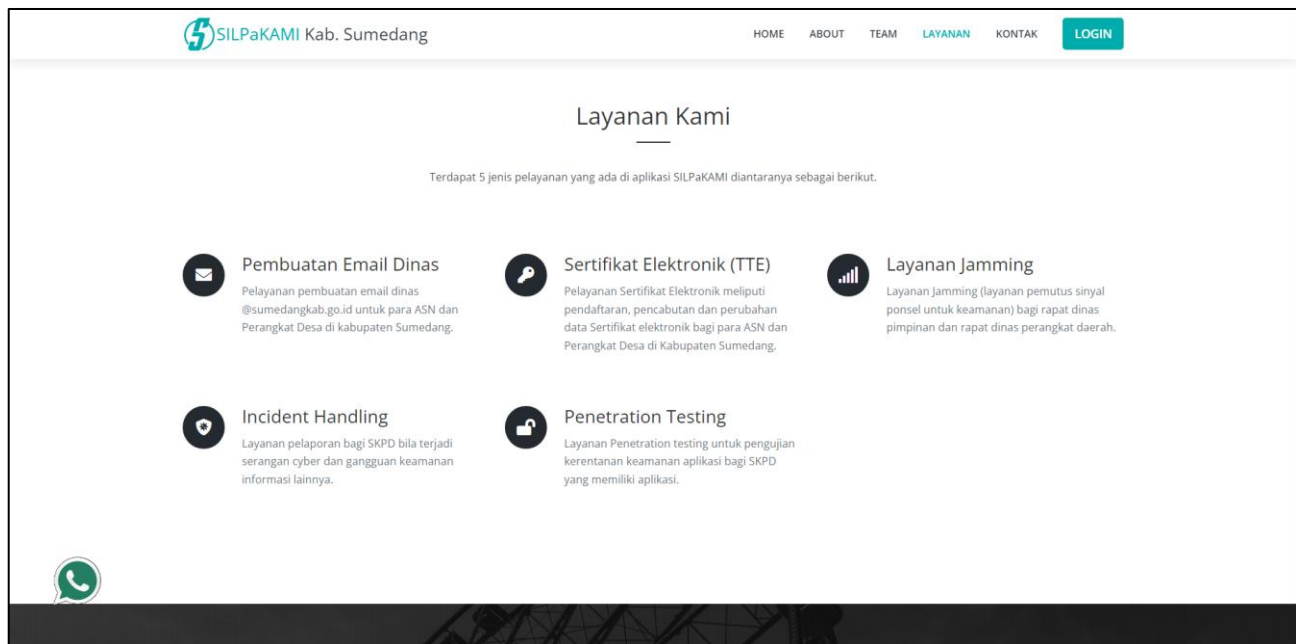 SILPaKAMI Kab. Sumedang
HOME ABOUT TEAM LAYANAN KONTAK LOGIN
Layanan Kami
Terdapat 5 jenis pelayanan yang ada di aplikasi SILPaKAMI diantaranya sebagai berikut.
Pembuatan Email Dinas
Pelayanan pembuatan email dinas
@sumedangkab.go.id untuk para ASN dan
Perangkat Desa di kabupaten Sumedang.
Sertifikat Elektronik (TTE)
Pelayanan Sertifikat Elektronik meliputi
pendaftaran, pencabutan dan perubahan
data Sertifikat elektronik bagi para ASN dan
Perangkat Desa di Kabupaten Sumedang.
Layanan Jamming
Layanan Jamming (layanan pemutus sinyal
ponsel untuk keamanan) bagi rapat dinas
pimpinan dan rapat dinas perangkat daerah.
Incident Handling
Layanan pelaporan bagi SKPD bila terjadi
serangan cyber dan gangguan keamanan
informasi lainnya.
Penetration Testing
Layanan Penetration testing untuk pengujian
kerentanan keamanan aplikasi bagi SKPD
yang memiliki aplikasi.